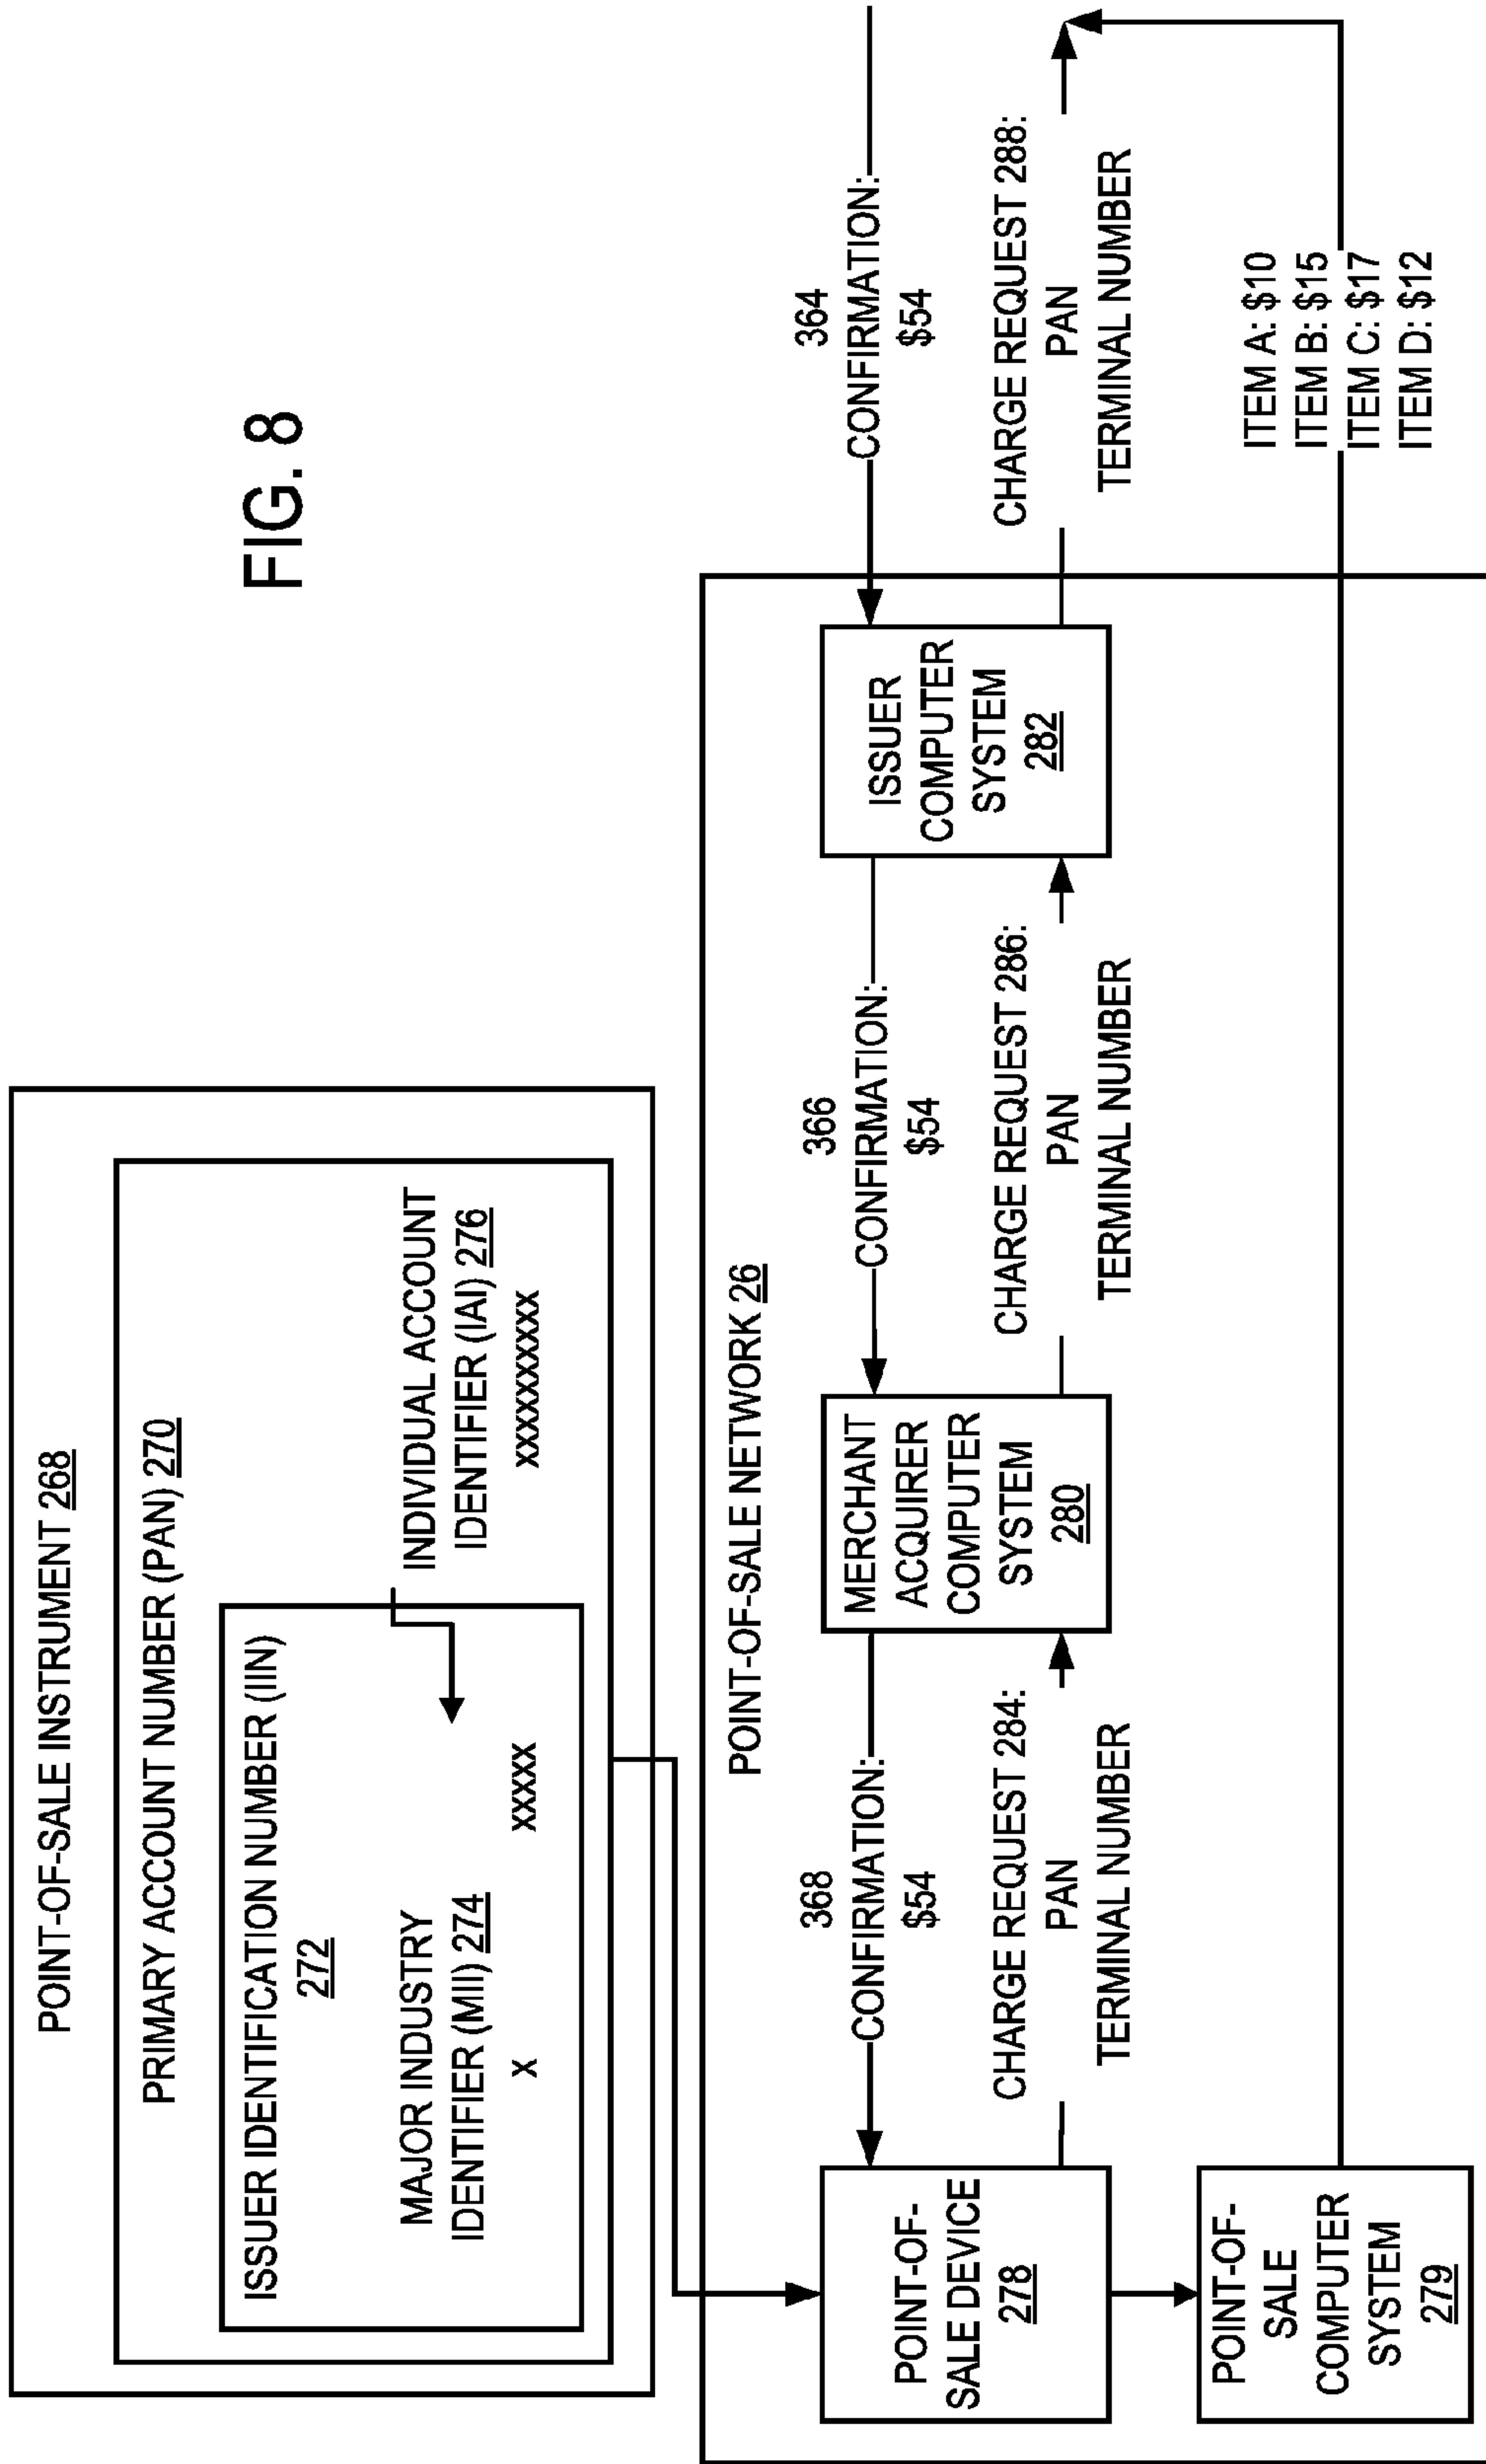 FIG. 8
POINT-OF-SALE INSTRUMENT 268
PRIMARY ACCOUNT NUMBER (PAN) 270
ISSUER IDENTIFICATION NUMBER (IIN)
272
MAJOR INDUSTRY
IDENTIFIER (MII) 274
X
XXXXX
INDIVIDUAL ACCOUNT
IDENTIFIER (IAI) 276
XXXXXXXXX
POINT-OF-SALE NETWORK 26
POINT-OF-
SALE DEVICE
278
368
CONFIRMATION:
$54
CHARGE REQUEST 284:
PAN
TERMINAL NUMBER
MERCHANT
ACQUIRER
COMPUTER
SYSTEM
280
366
CONFIRMATION:
$54
CHARGE REQUEST 286:
PAN
TERMINAL NUMBER
ISSUER
COMPUTER
SYSTEM
282
364
CONFIRMATION:
$54
CHARGE REQUEST 288:
PAN
TERMINAL NUMBER
POINT-OF-
SALE
COMPUTER
SYSTEM
279
ITEM A: $10
ITEM B: $15
ITEM C: $17
ITEM D: $12